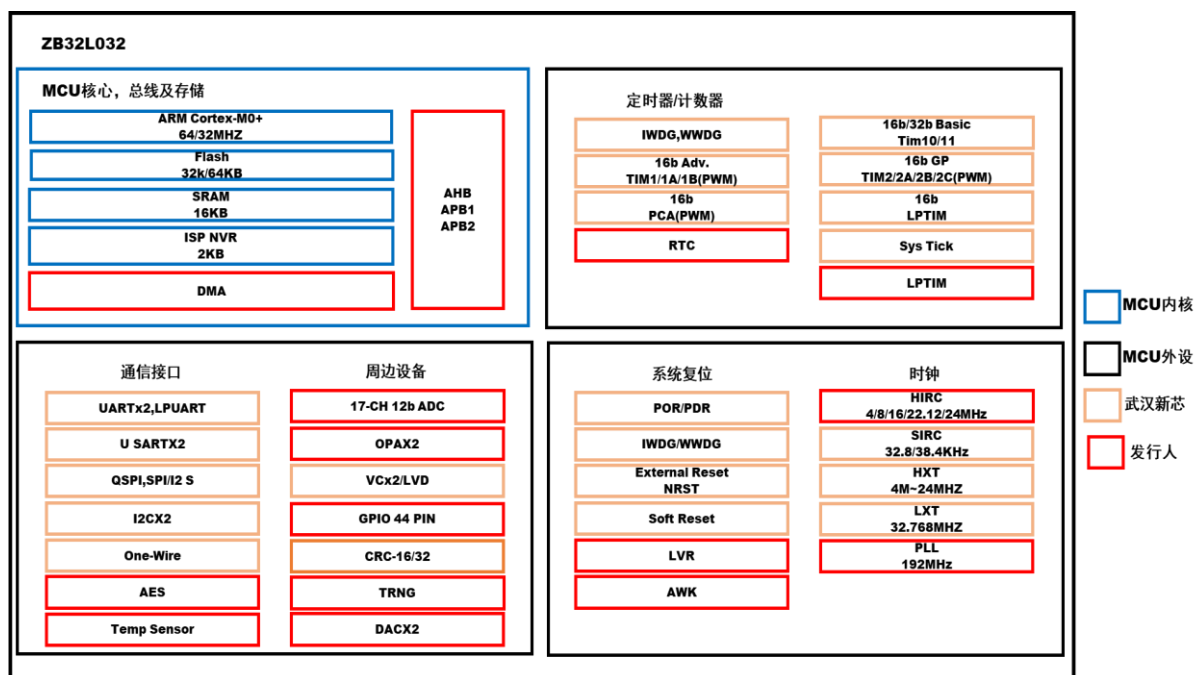 ZB32L032
MCU核心，总线及存储
ARM Cortex-M0+
64/32MHZ
Flash
32k/64KB
SRAM
16KB
ISP NVR
2KB
DMA
AHB
APB1
APB2
定时器/计数器
IWDG,WWDG
16b Adv.
TIM1/1A/1B(PWM)
16b
PCA(PWM)
RTC
16b/32b Basic
Tim10/11
16b GP
TIM2/2A/2B/2C(PWM)
16b
LPTIM
Sys Tick
LPTIM
通信接口
UARTx2,LPUART
U SARTX2
QSPI,SPI/I2 S
I2CX2
One-Wire
AES
Temp Sensor
周边设备
17-CH 12b ADC
OPAX2
VCx2/LVD
GPIO 44 PIN
CRC-16/32
TRNG
DACX2
系统复位
POR/PDR
IWDG/WWDG
External Reset
NRST
Soft Reset
LVR
AWK
时钟
HIRC
4/8/16/22.12/24MHz
SIRC
32.8/38.4KHz
HXT
4M~24MHZ
LXT
32.768MHZ
PLL
192MHz
MCU内核
MCU外设
武汉新芯
发行人